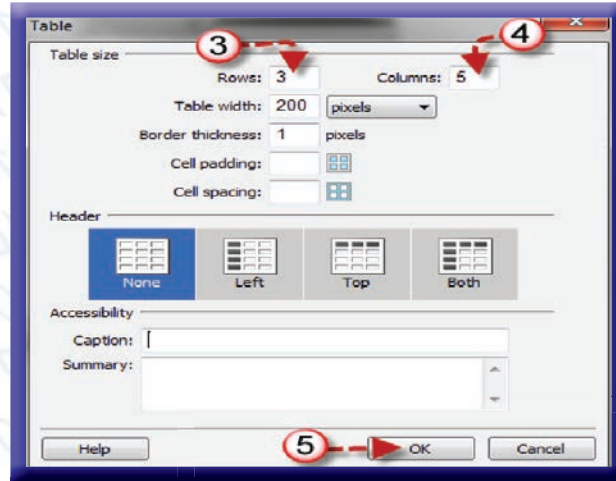 Table
3
4
Table size
Rows: 3 Columns: 5
Table width: 200 pixels
Border thickness: 1 pixels
Cell padding:
Cell spacing:
Header
None Left Top Both
Accessibility
Caption:
Summary:
Help 5 OK Cancel